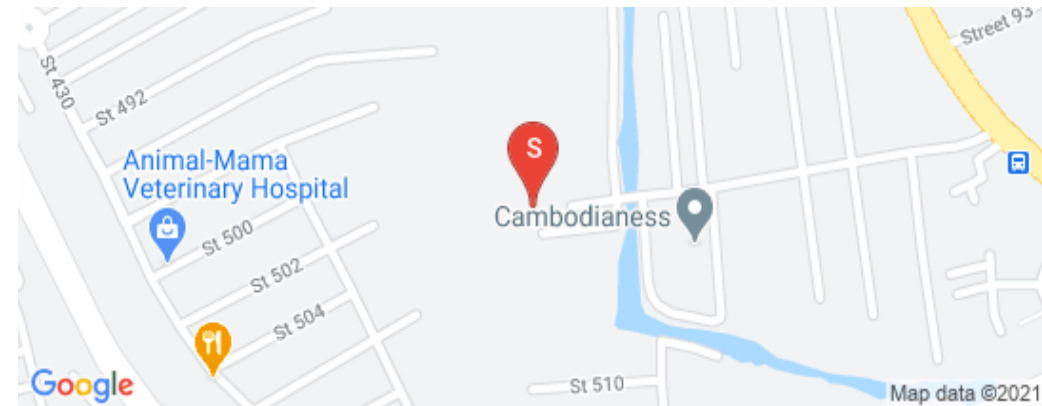 Street 93
St 430
St 492
S
Animal-Mama
Veterinary Hospital
Cambodianess
St 500
St 502
St 504
St 510
Google
Map data ©2021